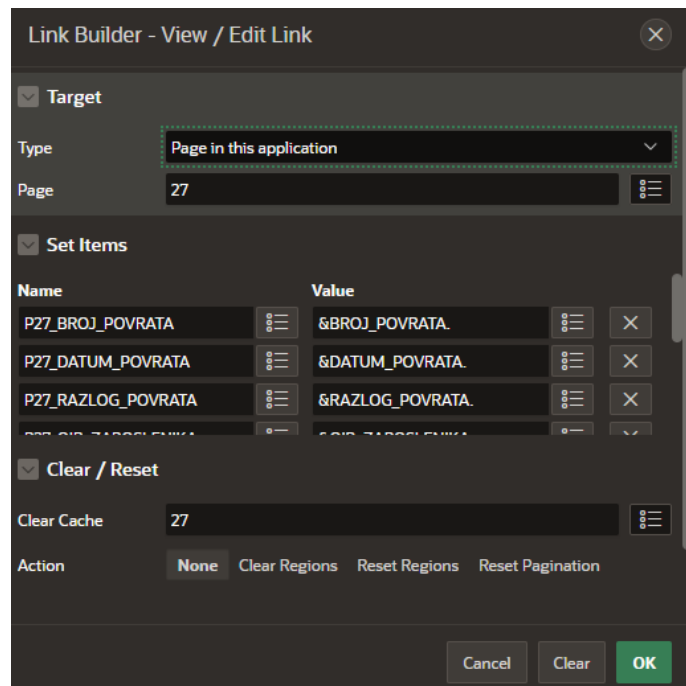 Link Builder - View / Edit Link
Target
Type Page in this application
Page 27
Set Items
Name Value
P27_BROJ_POVRATA &BROJ_POVRATA.
P27_DATUM_POVRATA &DATUM_POVRATA.
P27_RAZLOG_POVRATA &RAZLOG_POVRATA.
Clear / Reset
Clear Cache 27
Action None Clear Regions Reset Regions Reset Pagination
Cancel Clear OK